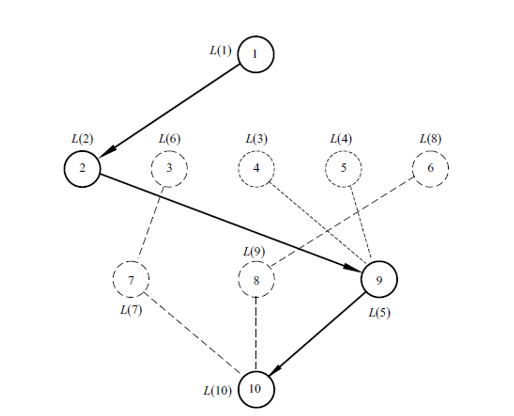 L(1) 1
L(2) L(6) L(3) L(4) L(8)
2 3 4 5 6
L(9)
7 8 9
L(7) L(5)
L(10) 10